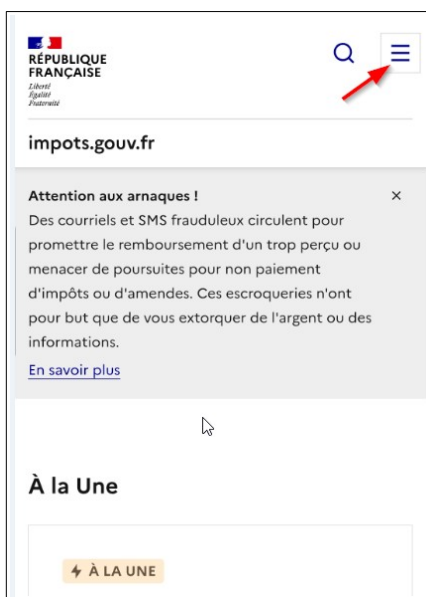 RÉPUBLIQUE
FRANÇAISE
Liberté
Égalité
Fraternité
impots.gouv.fr
Attention aux arnaques !
Des courriels et SMS frauduleux circulent pour
promettre le remboursement d'un trop perçu ou
menacer de poursuites pour non paiement
d'impôts ou d'amendes. Ces escroqueries n'ont
pour but que de vous extorquer de l'argent ou des
informations.
En savoir plus
À la Une
À LA UNE